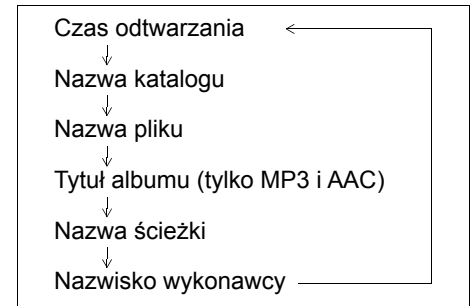 Czas odtwarzania
Nazwa katalogu
Nazwa pliku
Tytuł albumu (tylko MP3 i AAC)
Nazwa ścieżki
Nazwisko wykonawcy